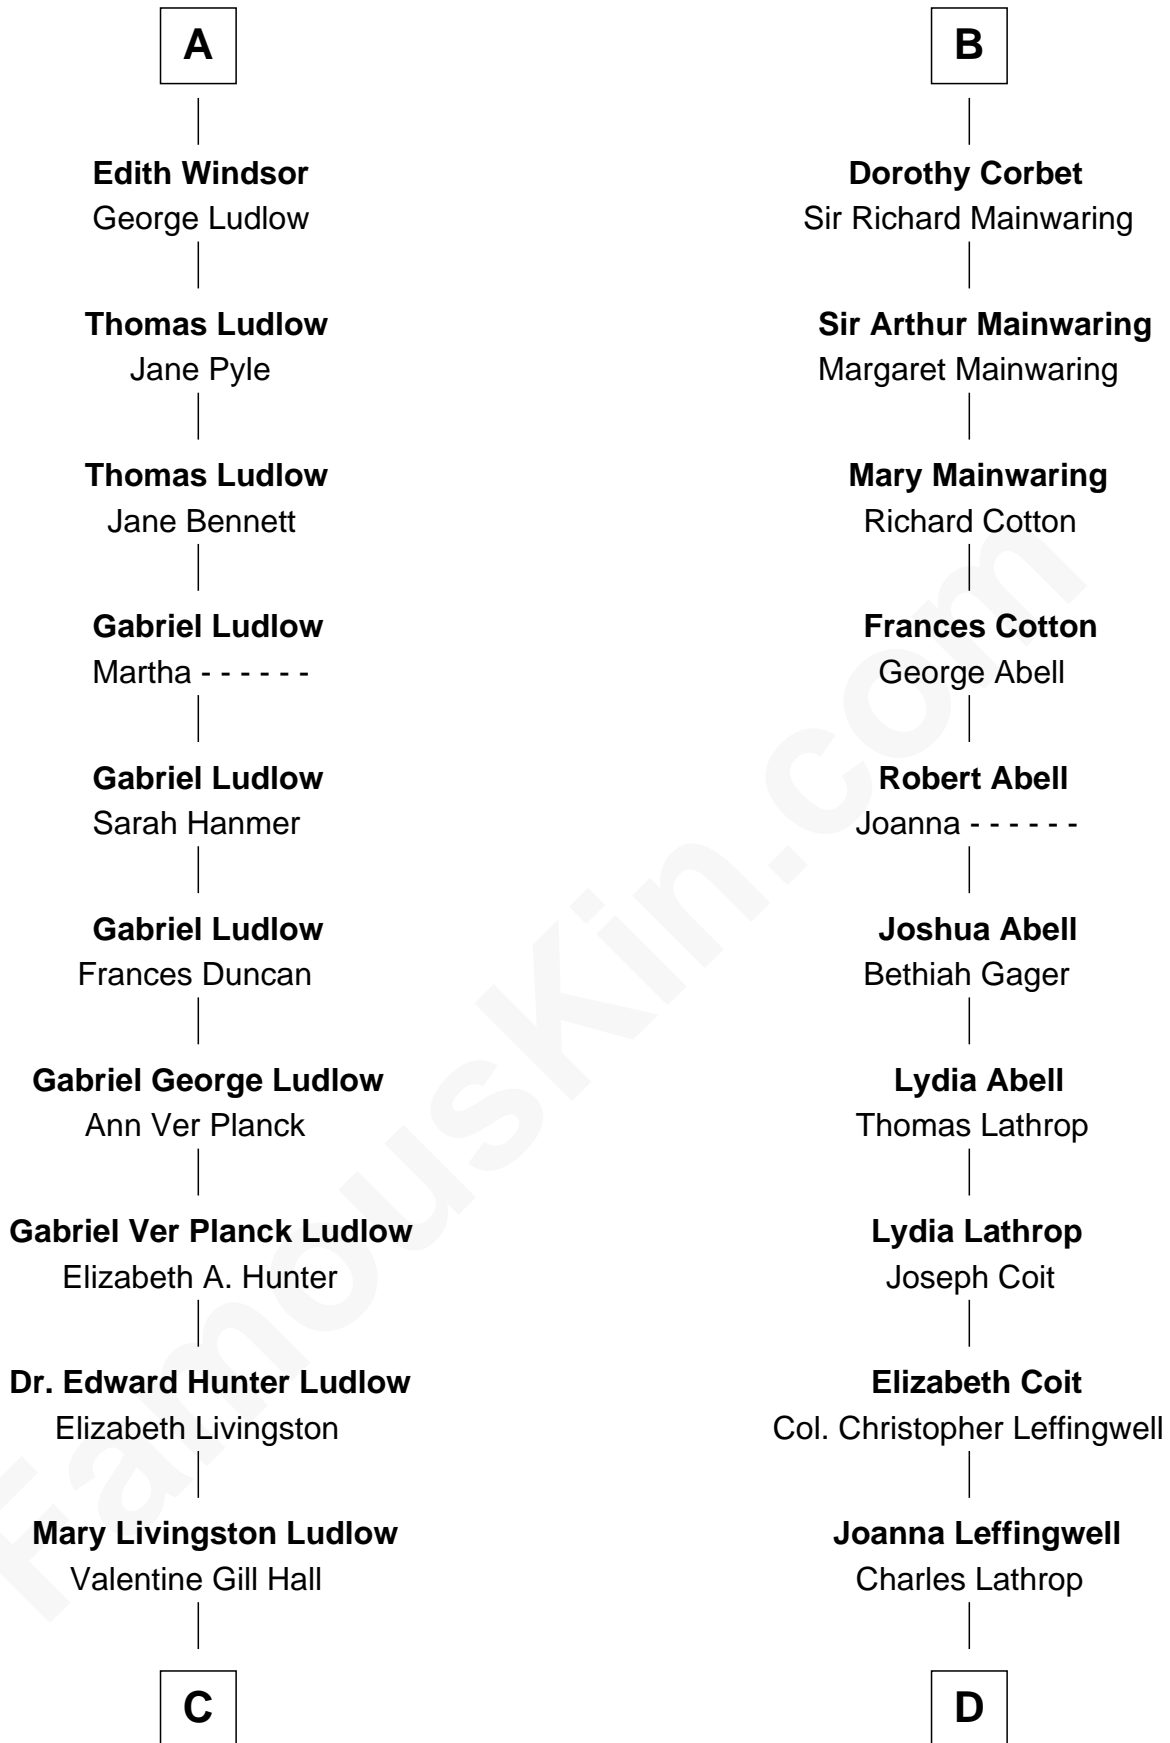 A
Edith Windsor
George Ludlow
Thomas Ludlow
Jane Pyle
Thomas Ludlow
Jane Bennett
Gabriel Ludlow
Martha - - - - - -
Gabriel Ludlow
Sarah Hanmer
Gabriel Ludlow
Frances Duncan
Gabriel George Ludlow
Ann Ver Planck
Gabriel Ver Planck Ludlow
Elizabeth A. Hunter
Dr. Edward Hunter Ludlow
Elizabeth Livingston
Mary Livingston Ludlow
Valentine Gill Hall
C
B
Dorothy Corbet
Sir Richard Mainwaring
Sir Arthur Mainwaring
Margaret Mainwaring
Mary Mainwaring
Richard Cotton
Frances Cotton
George Abell
Robert Abell
Joanna - - - - - -
Joshua Abell
Bethiah Gager
Lydia Abell
Thomas Lathrop
Lydia Lathrop
Joseph Coit
Elizabeth Coit
Col. Christopher Leffingwell
Joanna Leffingwell
Charles Lathrop
D
FamousKin.com